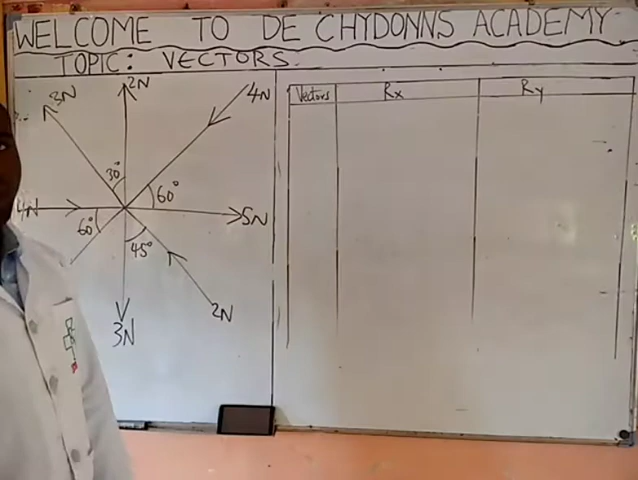 WELCOME TO DE CHYDONNS ACADEMY
TOPIC: VECTORS
3N
2N
4N
30°
60°
4N
5N
60°
45°
2N
3N
Vectors Rx Ry